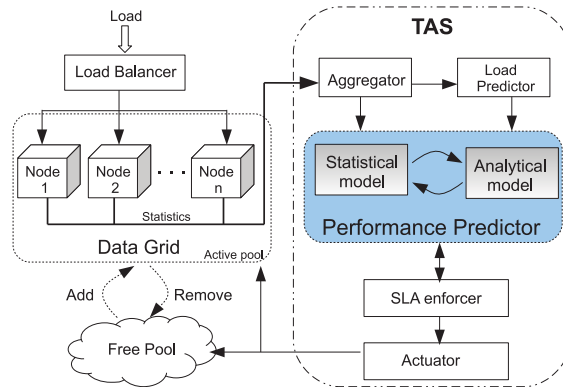 Load
TAS
Load Balancer
Aggregator
Load
Predictor
Node
1
Node
2
. . .
Node
n
Statistical
model
Analytical
model
Statistics
Performance Predictor
Data Grid
Active pool
Add
Remove
SLA enforcer
Free Pool
Actuator